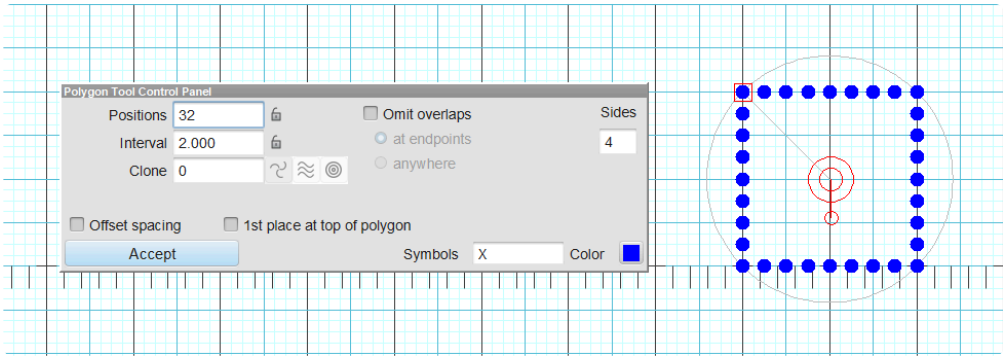 Polygon Tool Control Panel
Positions 32
Omit overlaps
Sides
Interval 2.000
at endpoints
4
Clone 0
anywhere
Offset spacing
1st place at top of polygon
Accept
Symbols X
Color